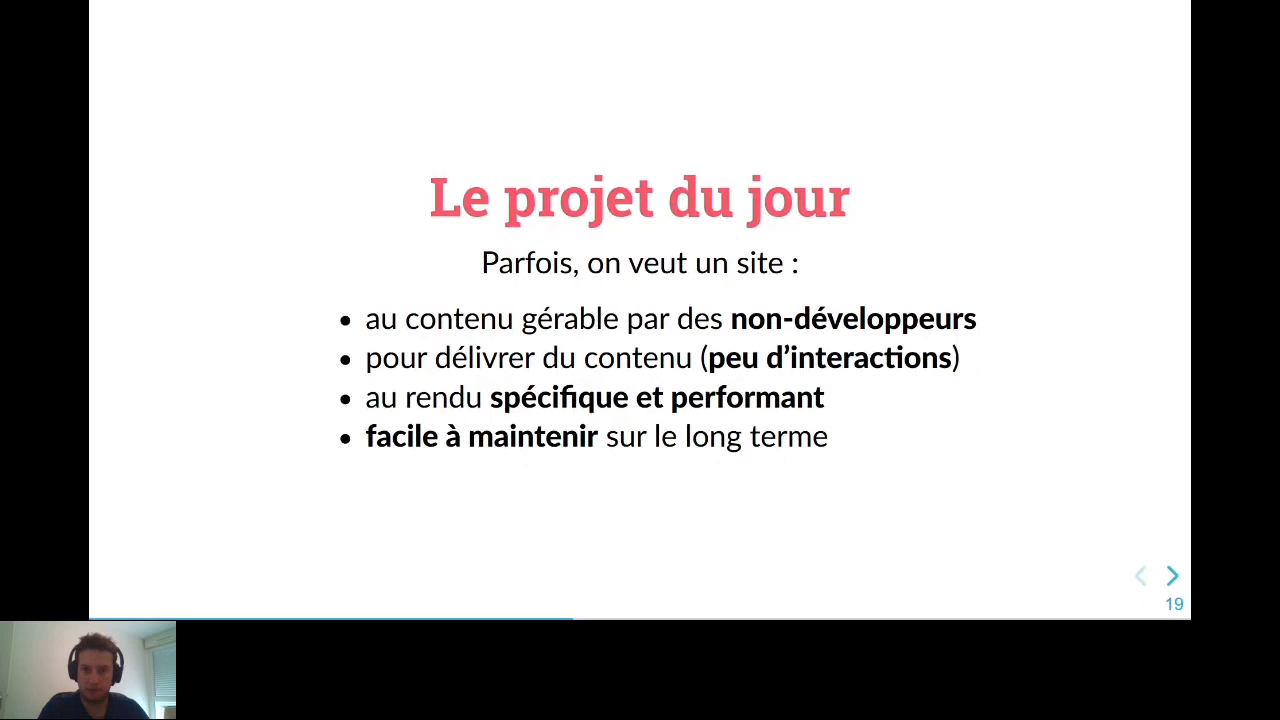 Le projet du jour
Parfois, on veut un site :
• au contenu gérable par des non-développeurs
• pour délivrer du contenu (peu d’interactions)
• au rendu spécifique et performant
• facile à maintenir sur le long terme
19